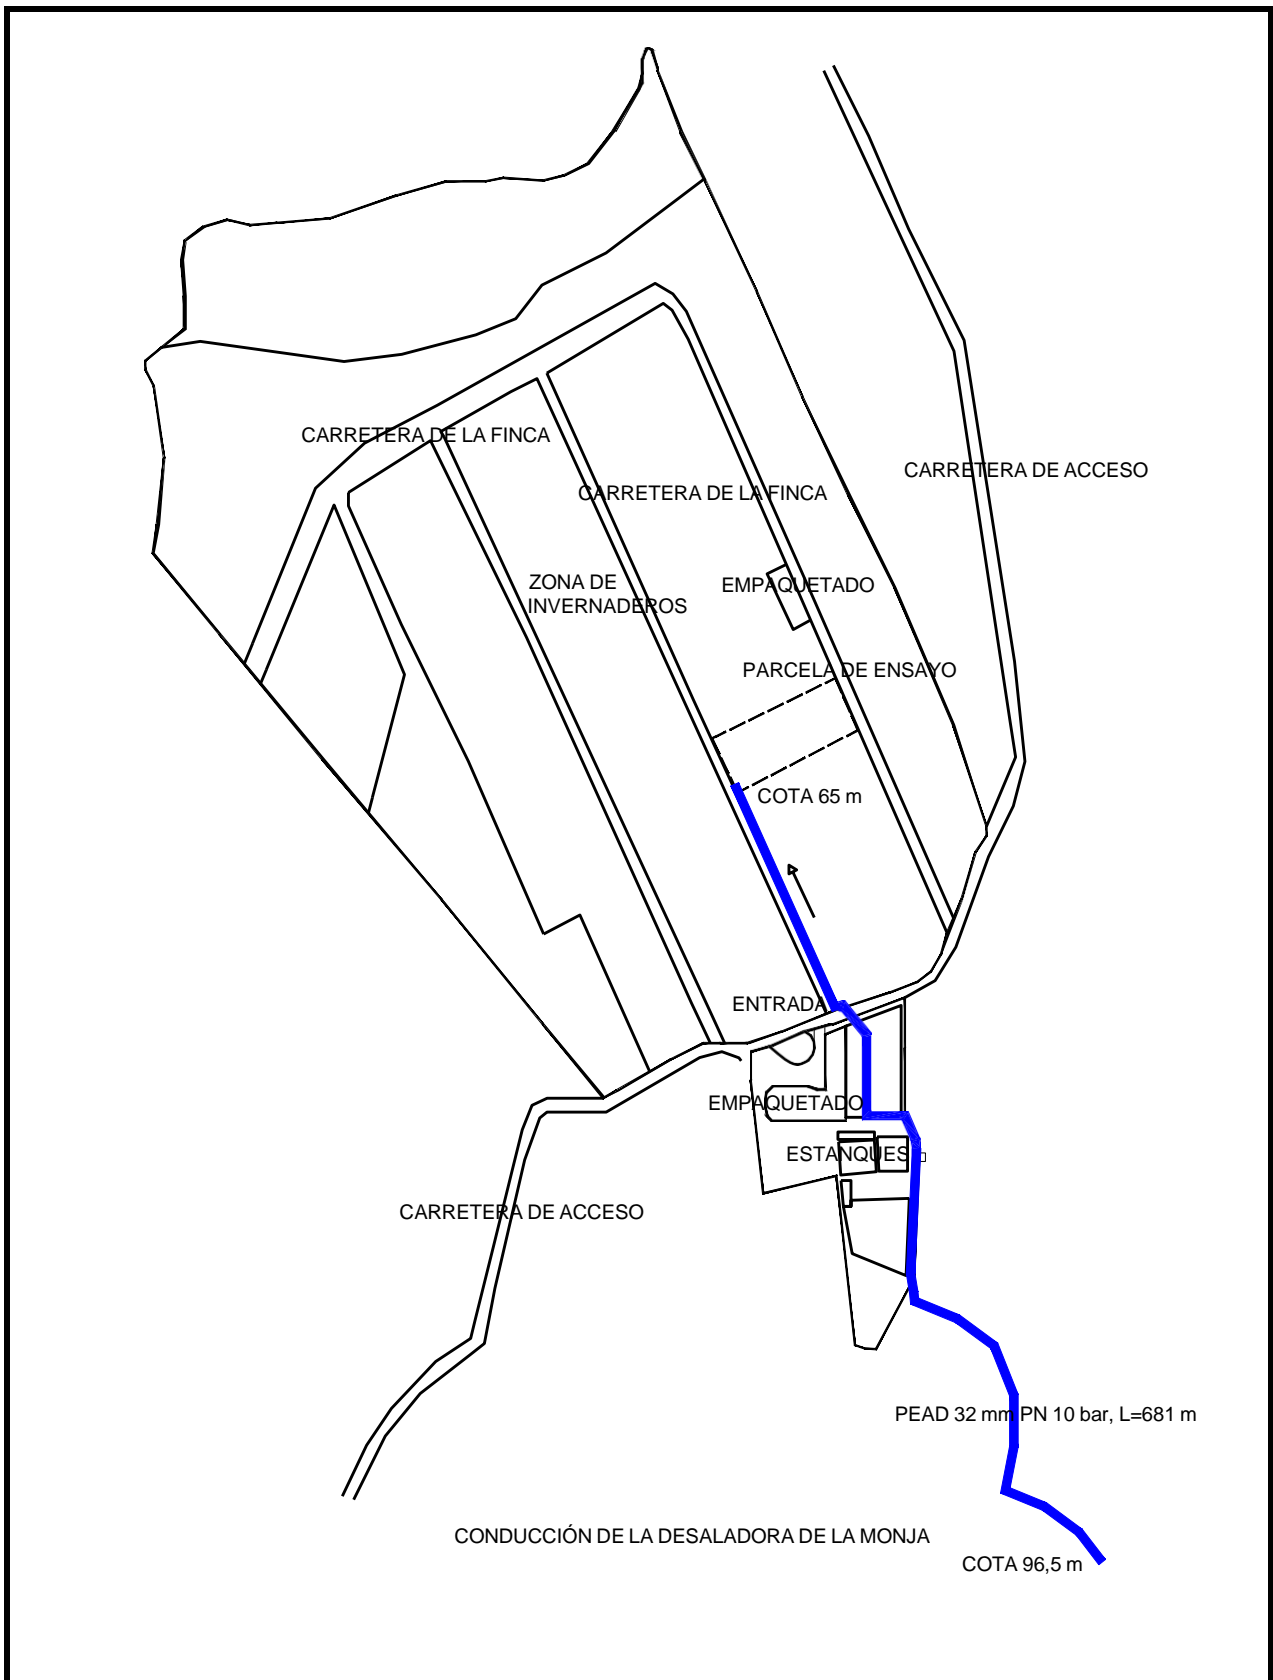 CARRETERA DE LA FINCA
CARRETERA DE ACCESO
CARRETERA DE LA FINCA
ZONA DE
INVERNADEROS
EMPAQUETADO
PARCELA DE ENSAYO
COTA 65 m
ENTRADA
EMPAQUETADO
ESTANQUES
CARRETERA DE ACCESO
PEAD 32 mm PN 10 bar, L=681 m
CONDUCCIÓN DE LA DESALADORA DE LA MONJA
COTA 96,5 m